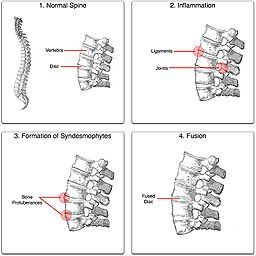 1. Normal Spine
Vertebra
Disc
2. Inflammation
Ligaments
Joints
3. Formation of Syndesmophytes
Bone
Protuberances
4. Fusion
Fused
Disc